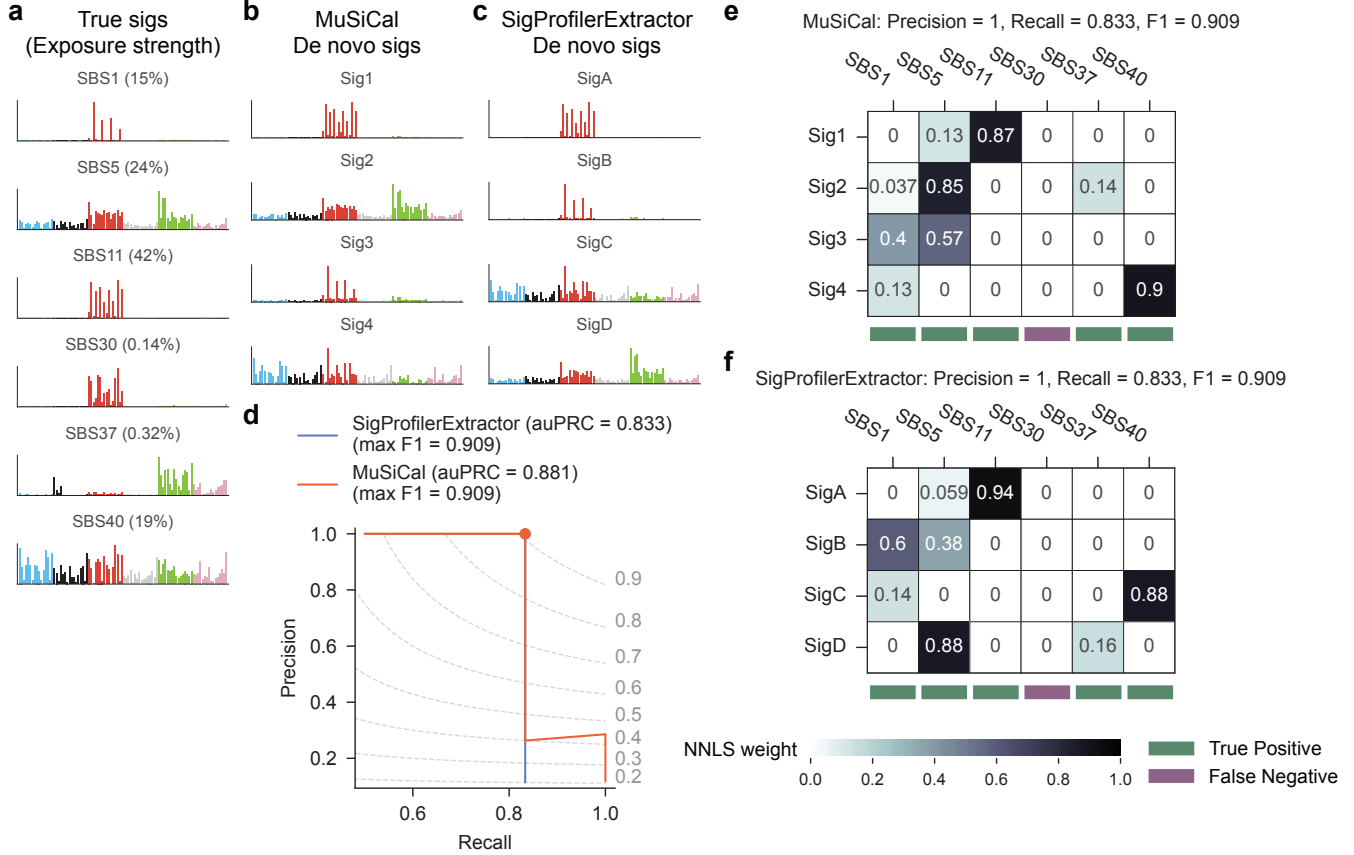 a
True sigs
(Exposure strength)
SBS1 (15%)
SBS5 (24%)
SBS11 (42%)
SBS30 (0.14%)
SBS37 (0.32%)
SBS40 (19%)
b
MuSiCal
De novo sigs
Sig1
Sig2
Sig3
Sig4
c
SigProfilerExtractor
De novo sigs
SigA
SigB
SigC
SigD
d
SigProfilerExtractor (auPRC = 0.833)
(max F1 = 0.909)
MuSiCal (auPRC = 0.881)
(max F1 = 0.909)
Precision
1.0
0.8
0.6
0.4
0.2
0.9
0.8
0.7
0.6
0.5
0.4
0.3
0.2
0.6 0.8 1.0
Recall
e
MuSiCal: Precision = 1, Recall = 0.833, F1 = 0.909
SBS1 SBS5 SBS11 SBS30 SBS37 SBS40
Sig1 0 0.13 0.87 0 0 0
Sig2 0.037 0.85 0 0 0.14 0
Sig3 0.4 0.57 0 0 0 0
Sig4 0.13 0 0 0 0 0.9
f
SigProfilerExtractor: Precision = 1, Recall = 0.833, F1 = 0.909
SBS1 SBS5 SBS11 SBS30 SBS37 SBS40
SigA 0 0.059 0.94 0 0 0
SigB 0.6 0.38 0 0 0 0
SigC 0.14 0 0 0 0 0.88
SigD 0 0.88 0 0 0.16 0
NNLS weight
0.0 0.2 0.4 0.6 0.8 1.0
True Positive
False Negative